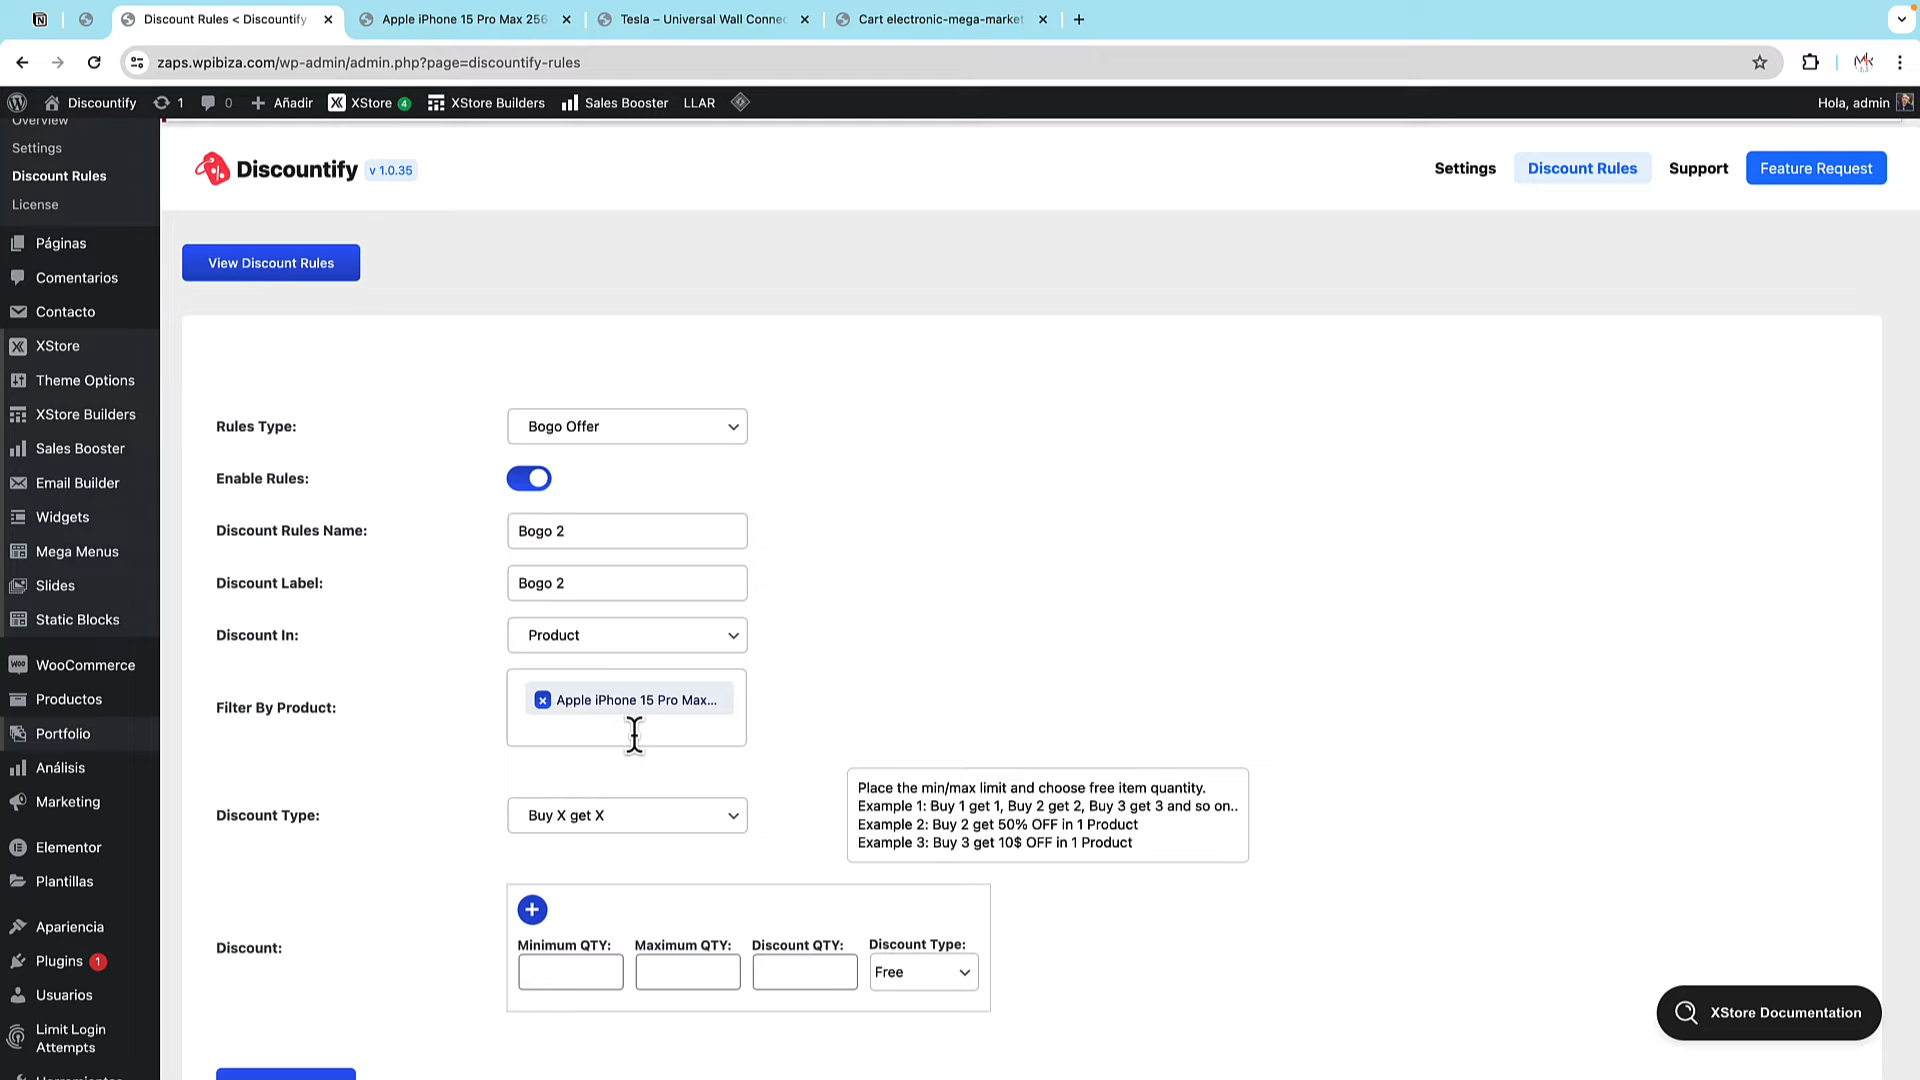 Discount Rules < Discountify
Apple iPhone 15 Pro Max 256
Tesla – Universal Wall Connec
Cart electronic-mega-market
zaps.wpibiza.com/wp-admin/admin.php?page=discountify-rules
Discountify
1
0
Añadir
XStore 4
XStore Builders
Sales Booster
LLAR
Hola, admin
Overview
Settings
Discount Rules
License
Páginas
Comentarios
Contacto
XStore
Theme Options
XStore Builders
Sales Booster
Email Builder
Widgets
Mega Menus
Slides
Static Blocks
WooCommerce
Productos
Portfolio
Análisis
Marketing
Elementor
Plantillas
Apariencia
Plugins 1
Usuarios
Limit Login
Attempts
Discountify v 1.0.35
Settings
Discount Rules
Support
Feature Request
View Discount Rules
Rules Type:
Bogo Offer
Enable Rules:
Discount Rules Name:
Bogo 2
Discount Label:
Bogo 2
Discount In:
Product
Filter By Product:
Apple iPhone 15 Pro Max...
Discount Type:
Buy X get X
Place the min/max limit and choose free item quantity.
Example 1: Buy 1 get 1, Buy 2 get 2, Buy 3 get 3 and so on..
Example 2: Buy 2 get 50% OFF in 1 Product
Example 3: Buy 3 get 10$ OFF in 1 Product
Discount:
Minimum QTY:
Maximum QTY:
Discount QTY:
Discount Type:
Free
XStore Documentation